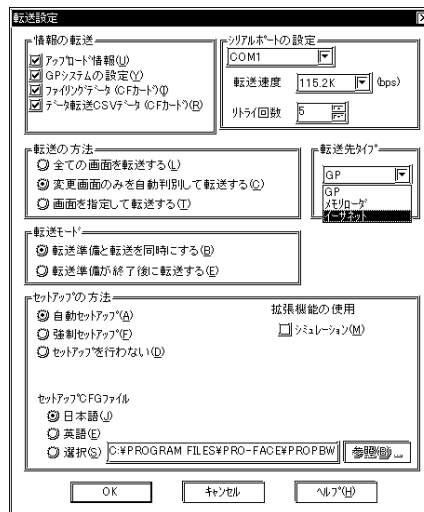 転送設定
情報の転送
アップロード情報(U)
GPシステムの設定(Y)
ファイリングデータ(CFカード)(I)
データ転送CSVデータ(CFカード)(R)
シリアルポートの設定
COM1
転送速度 115.2K (bps)
リトライ回数 5
転送の方法
全ての画面を転送する(L)
変更画面のみを自動判別して転送する(C)
画面を指定して転送する(T)
転送先タイプ
GP
GP
メモリローダ
イーサネット
転送モード
転送準備と転送を同時にする(B)
転送準備が終了後に転送する(E)
セットアップの方法
自動セットアップ(A)
強制セットアップ(F)
セットアップを行わない(D)
拡張機能の使用
シミュレーション(M)
セットアップCFGファイル
日本語(J)
英語(E)
選択(S) C:¥PROGRAM FILES¥PRO-FACE¥PROPBW 参照(B)...
OK キャンセル ヘルプ(H)